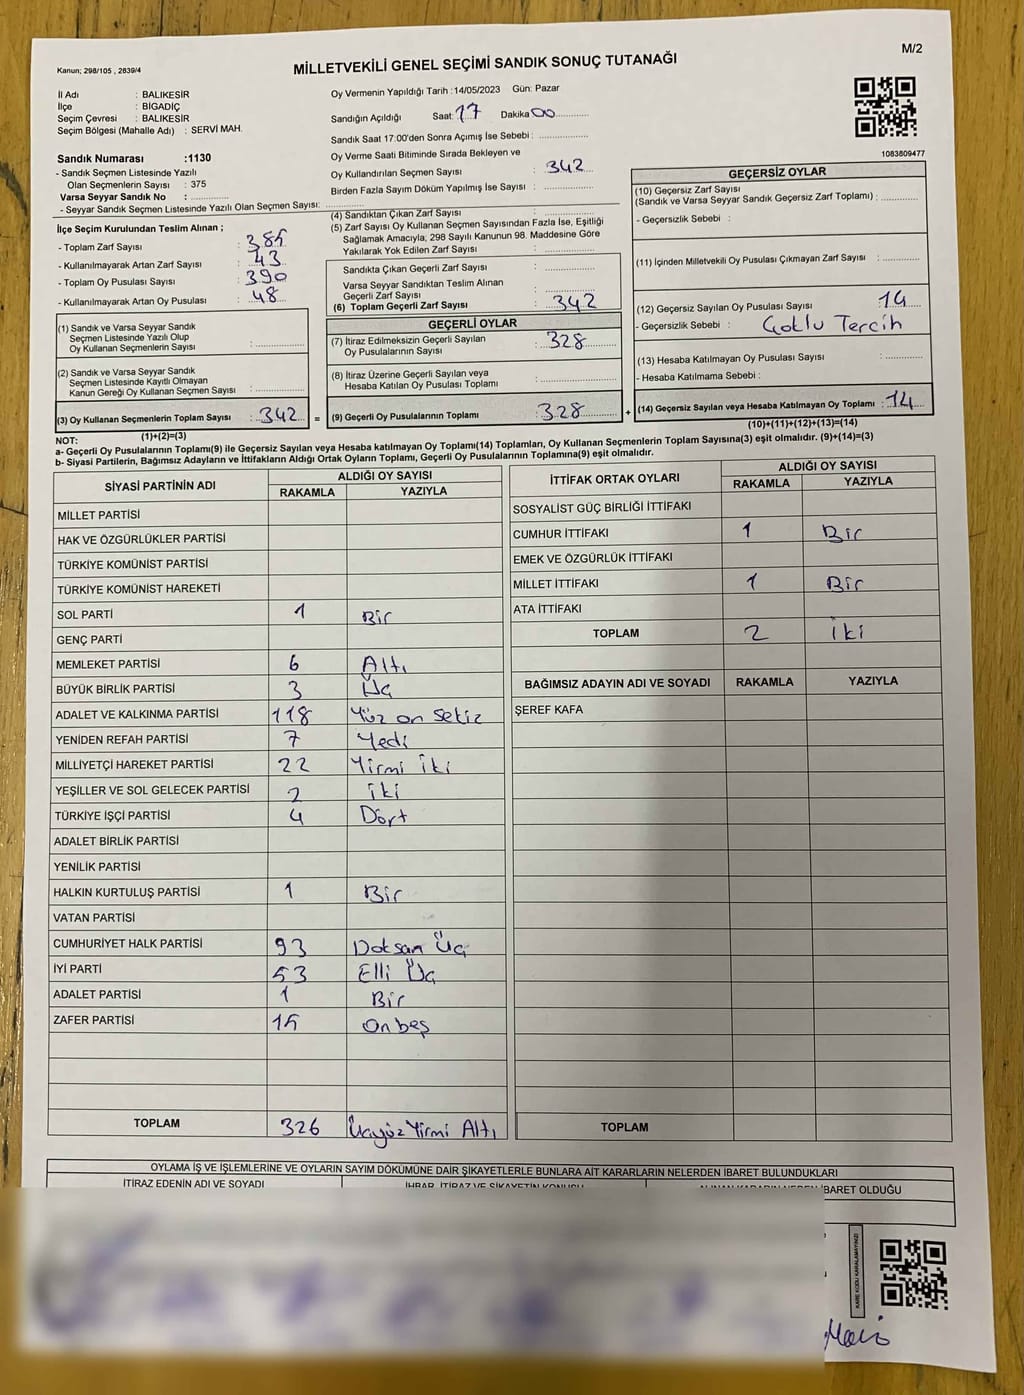 M/2
Kanun; 298/105 , 2839/4
MİLLETVEKİLİ GENEL SEÇİMİ SANDIK SONUÇ TUTANAĞI
İl Adı : BALIKESİR
İlçe : BİGADİÇ
Seçim Çevresi : BALIKESİR
Seçim Bölgesi (Mahalle Adı) : SERVİ MAH.
Sandık Numarası :1130
- Sandık Seçmen Listesinde Yazılı
Olan Seçmenlerin Sayısı : 375
Varsa Seyyar Sandık No : ..............
- Seyyar Sandık Seçmen Listesinde Yazılı Olan Seçmen Sayısı: ..............
Oy Vermenin Yapıldığı Tarih :14/05/2023 Gün: Pazar
Sandığın Açıldığı Saat: 17 Dakika 00
Sandık Saat 17:00'den Sonra Açımış İse Sebebi : ..............
Oy Verme Saati Bitiminde Sırada Bekleyen ve
Oy Kullandırılan Seçmen Sayısı : 342
Birden Fazla Sayım Döküm Yapılmış İse Sayısı : ..............
1083809477
İlçe Seçim Kurulundan Teslim Alınan ;
- Toplam Zarf Sayısı : 385
- Kullanılmayarak Artan Zarf Sayısı : 43
- Toplam Oy Pusulası Sayısı : 390
- Kullanılmayarak Artan Oy Pusulası : 48
(1) Sandık ve Varsa Seyyar Sandık
Seçmen Listesinde Yazılı Olup
Oy Kullanan Seçmenlerin Sayısı : ..............
(2) Sandık ve Varsa Seyyar Sandık
Seçmen Listesinde Kayıtlı Olmayan
Kanun Gereği Oy Kullanan Seçmen Sayısı : ..............
(3) Oy Kullanan Seçmenlerin Toplam Sayısı : 342 =
(1)+(2)=(3)
(4) Sandıktan Çıkan Zarf Sayısı : ..............
(5) Zarf Sayısı Oy Kullanan Seçmen Sayısından Fazla İse, Eşitliği
Sağlamak Amacıyla, 298 Sayılı Kanunun 98. Maddesine Göre
Yakılarak Yok Edilen Zarf Sayısı : ..............
Sandıkta Çıkan Geçerli Zarf Sayısı : ..............
Varsa Seyyar Sandıktan Teslim Alınan
Geçerli Zarf Sayısı : ..............
(6) Toplam Geçerli Zarf Sayısı : 342
GEÇERLİ OYLAR
(7) İtiraz Edilmeksizin Geçerli Sayılan
Oy Pusulalarının Sayısı : 328
(8) İtiraz Üzerine Geçerli Sayılan veya
Hesaba Katılan Oy Pusulası Toplamı : ..............
(9) Geçerli Oy Pusulalarının Toplamı : 328 +
GEÇERSİZ OYLAR
(10) Geçersiz Zarf Sayısı
(Sandık ve Varsa Seyyar Sandık Geçersiz Zarf Toplamı) : ..............
- Geçersizlik Sebebi :
(11) İçinden Milletvekili Oy Pusulası Çıkmayan Zarf Sayısı : ..............
(12) Geçersiz Sayılan Oy Pusulası Sayısı : 14
- Geçersizlik Sebebi : Çoklu Tercih
(13) Hesaba Katılmayan Oy Pusulası Sayısı : ..............
- Hesaba Katılmama Sebebi :
(14) Geçersiz Sayılan veya Hesaba Katılmayan Oy Toplamı : 14
(10)+(11)+(12)+(13)=(14)
NOT:
a- Geçerli Oy Pusulalarının Toplamı(9) ile Geçersiz Sayılan veya Hesaba katılmayan Oy Toplamı(14) Toplamları, Oy Kullanan Seçmenlerin Toplam Sayısına(3) eşit olmalıdır. (9)+(14)=(3)
b- Siyasi Partilerin, Bağımsız Adayların ve İttifakların Aldığı Ortak Oyların Toplamı, Geçerli Oy Pusulalarının Toplamına(9) eşit olmalıdır.
SİYASİ PARTİNİN ADI ALDIĞI OY SAYISI
RAKAMLA YAZIYLA
MİLLET PARTİSİ
HAK VE ÖZGÜRLÜKLER PARTİSİ
TÜRKİYE KOMÜNİST PARTİSİ
TÜRKİYE KOMÜNİST HAREKETİ
SOL PARTİ 1 Bir
GENÇ PARTİ
MEMLEKET PARTİSİ 6 Altı
BÜYÜK BİRLİK PARTİSİ 3 Üç
ADALET VE KALKINMA PARTİSİ 118 Yüz on Sekiz
YENİDEN REFAH PARTİSİ 7 Yedi
MİLLİYETÇİ HAREKET PARTİSİ 22 Yirmi İki
YEŞİLLER VE SOL GELECEK PARTİSİ 2 İki
TÜRKİYE İŞÇİ PARTİSİ 4 Dört
ADALET BİRLİK PARTİSİ
YENİLİK PARTİSİ
HALKIN KURTULUŞ PARTİSİ 1 Bir
VATAN PARTİSİ
CUMHURİYET HALK PARTİSİ 93 Doksan Üç
İYİ PARTİ 53 Elli Üç
ADALET PARTİSİ 1 Bir
ZAFER PARTİSİ 15 Onbeş
TOPLAM 326 Üçyüz Yirmi Altı
İTTİFAK ORTAK OYLARI ALDIĞI OY SAYISI
RAKAMLA YAZIYLA
SOSYALİST GÜÇ BİRLİĞİ İTTİFAKI
CUMHUR İTTİFAKI 1 Bir
EMEK VE ÖZGÜRLÜK İTTİFAKI
MİLLET İTTİFAKI 1 Bir
ATA İTTİFAKI
TOPLAM 2 İki
BAĞIMSIZ ADAYIN ADI VE SOYADI RAKAMLA YAZIYLA
ŞEREF KAFA
TOPLAM
OYLAMA İŞ VE İŞLEMLERİNE VE OYLARIN SAYIM DÖKÜMÜNE DAİR ŞİKAYETLERLE BUNLARA AİT KARARLARIN NELERDEN İBARET BULUNDUKLARI
İTİRAZ EDENİN ADI VE SOYADI İHBAR, İTİRAZ VE ŞİKAYETİN KONUSU ALINAN KARARIN NEDEN İBARET OLDUĞU
KARE KODU KARALAMAYINIZ!